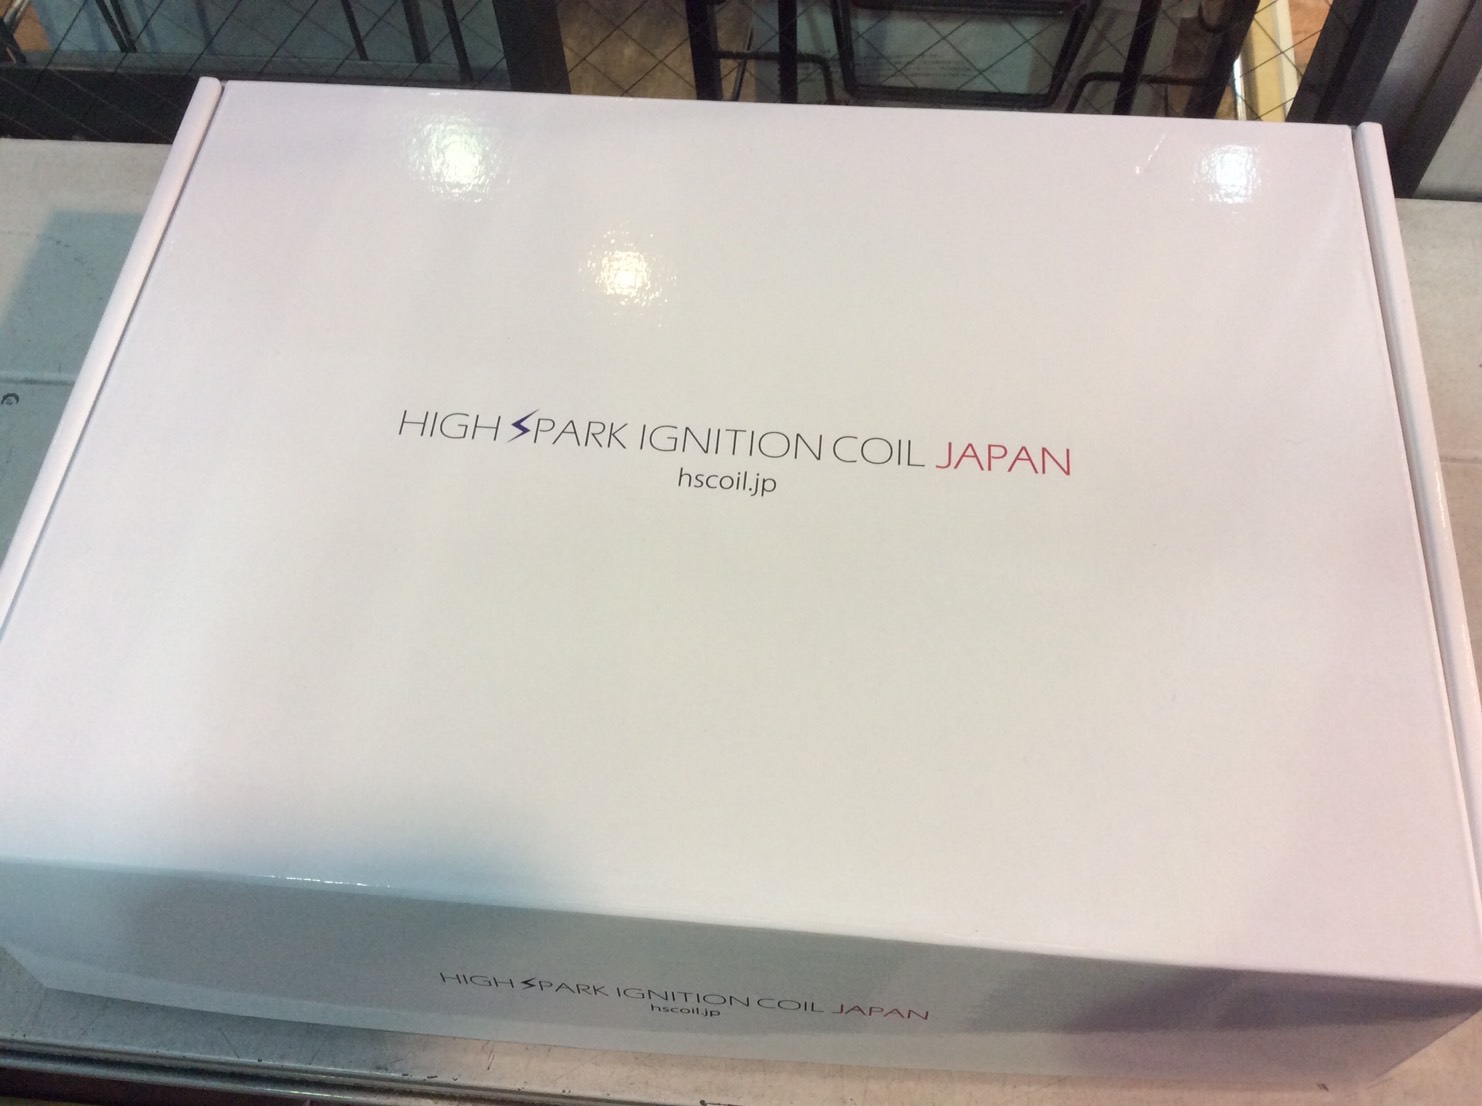 HIGH SPARK IGNITION COIL JAPAN
hscoil.jp
HIGH SPARK IGNITION COIL JAPAN
hscoil.jp